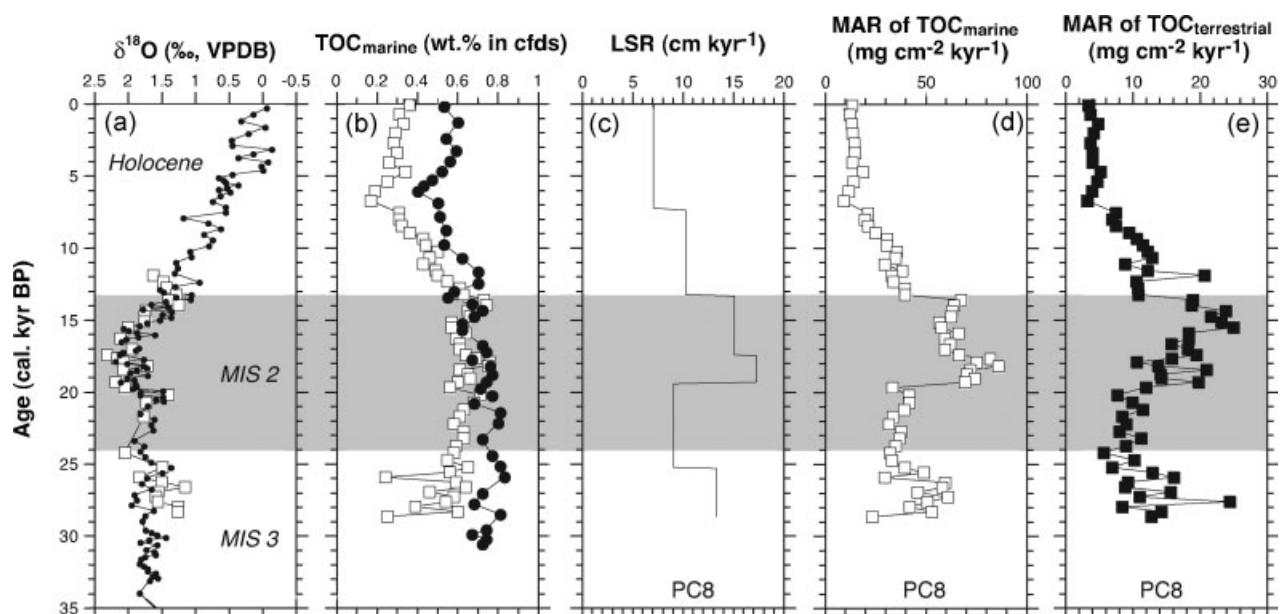 δ18O (‰, VPDB)
2.5 2 1.5 1 0.5 0 -0.5
TOCmarine (wt.% in cfds)
0 0.2 0.4 0.6 0.8 1
LSR (cm kyr-1)
0 5 10 15 20
MAR of TOCmarine
(mg cm-2 kyr-1)
0 50 100
MAR of TOCterrestrial
(mg cm-2 kyr-1)
0 10 20 30
(a) (b) (c) (d) (e)
Age (cal. kyr BP)
0
5
10
15
20
25
30
35
Holocene
MIS 2
MIS 3
PC8 PC8